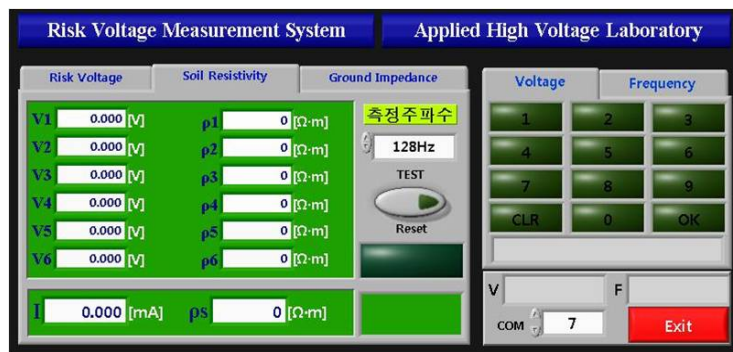 Risk Voltage Measurement System
Applied High Voltage Laboratory
Risk Voltage Soil Resistivity Ground Impedance
V1 0.000 [V] ρ1 0 [Ω·m]
V2 0.000 [V] ρ2 0 [Ω·m]
V3 0.000 [V] ρ3 0 [Ω·m]
V4 0.000 [V] ρ4 0 [Ω·m]
V5 0.000 [V] ρ5 0 [Ω·m]
V6 0.000 [V] ρ6 0 [Ω·m]
I 0.000 [mA] ρs 0 [Ω·m]
측정주파수
128Hz
TEST
Reset
Voltage Frequency
1 2 3
4 5 6
7 8 9
CLR 0 OK
V F
COM 7 Exit